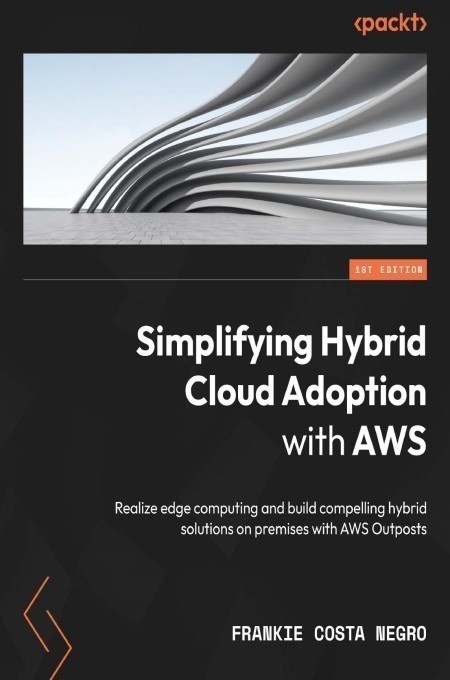 <packt>
1ST EDITION
Simplifying Hybrid
Cloud Adoption
with AWS
Realize edge computing and build compelling hybrid
solutions on premises with AWS Outposts
FRANKIE COSTA NEGRO